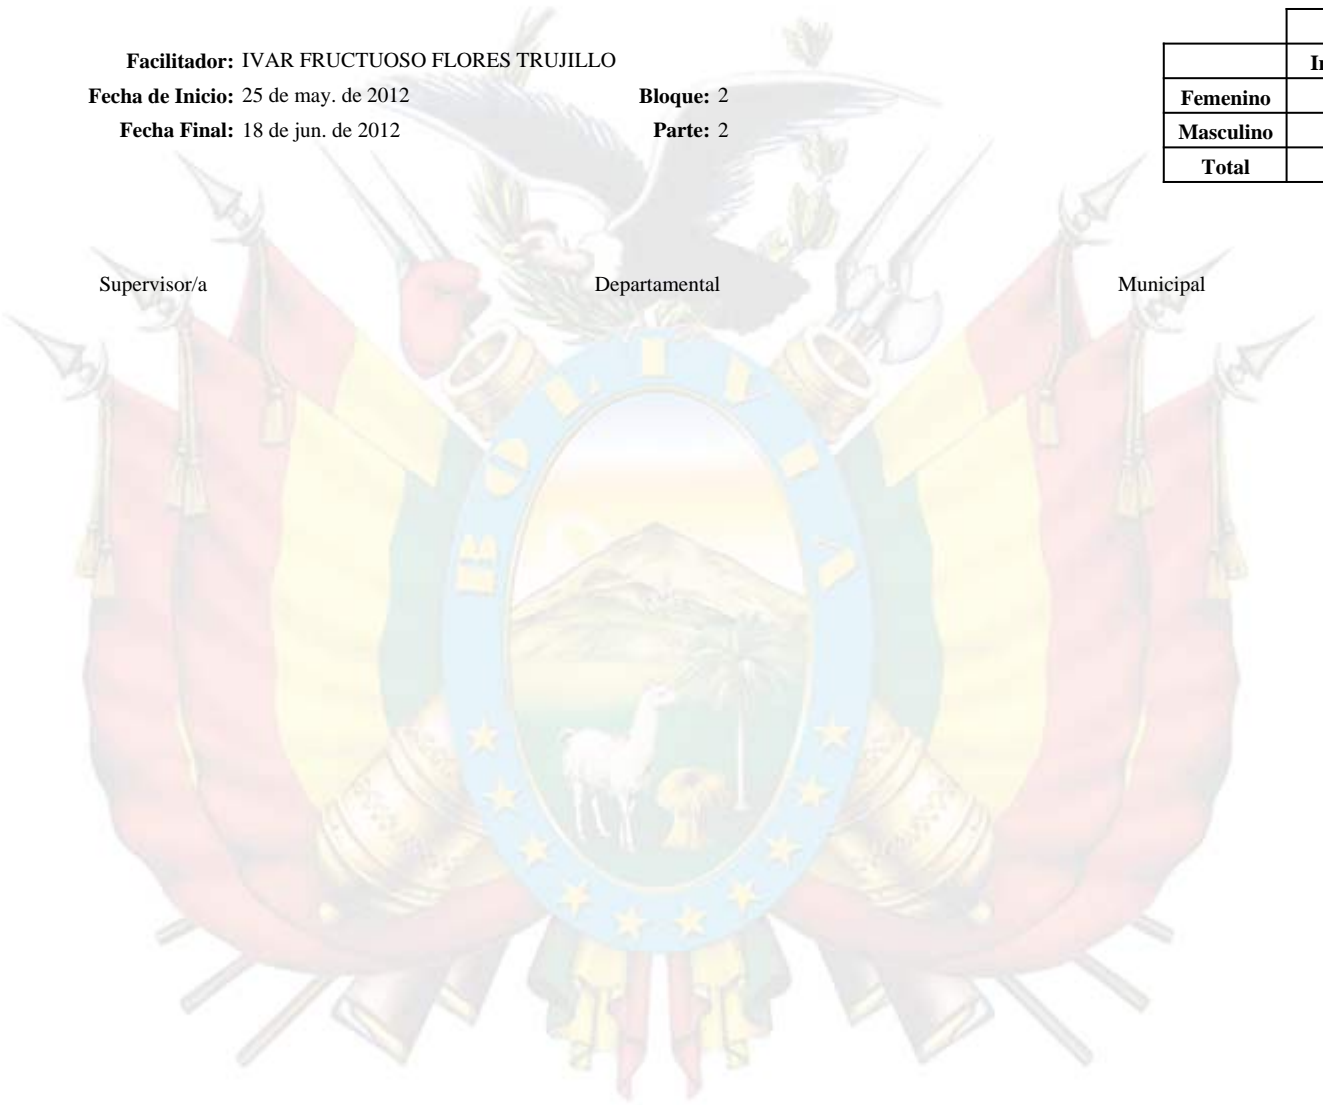 Facilitador: IVAR FRUCTUOSO FLORES TRUJILLO
Fecha de Inicio: 25 de may. de 2012 Bloque: 2
Fecha Final: 18 de jun. de 2012 Parte: 2
Femenino
Masculino
Total
Supervisor/a Departamental Municipal
BOLIVIA